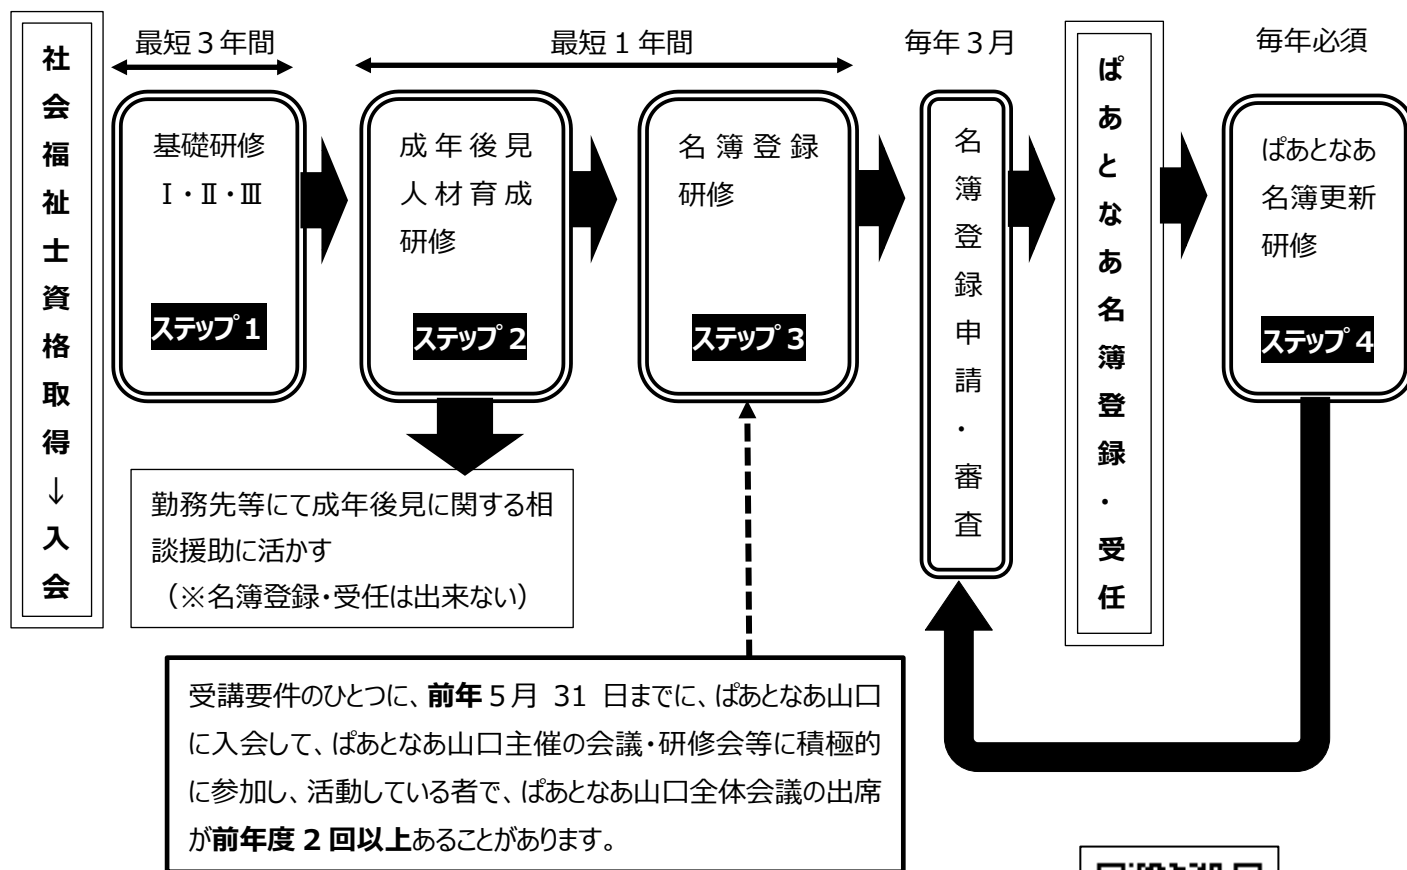 社会福祉士資格取得→入会
最短３年間
基礎研修
Ⅰ・Ⅱ・Ⅲ
ステップ１
最短１年間
成年後見
人材育成
研修
ステップ２
名簿登録
研修
ステップ３
毎年３月
名簿登録申請・審査
ぱあとなあ名簿登録・受任
毎年必須
ぱあとなあ
名簿更新
研修
ステップ４
勤務先等にて成年後見に関する相
談援助に活かす
（※名簿登録・受任は出来ない）
受講要件のひとつに、前年５月 31 日までに、ぱあとなあ山口
に入会して、ぱあとなあ山口主催の会議・研修会等に積極的
に参加し、活動している者で、ぱあとなあ山口全体会議の出席
が前年度２回以上あることがあります。